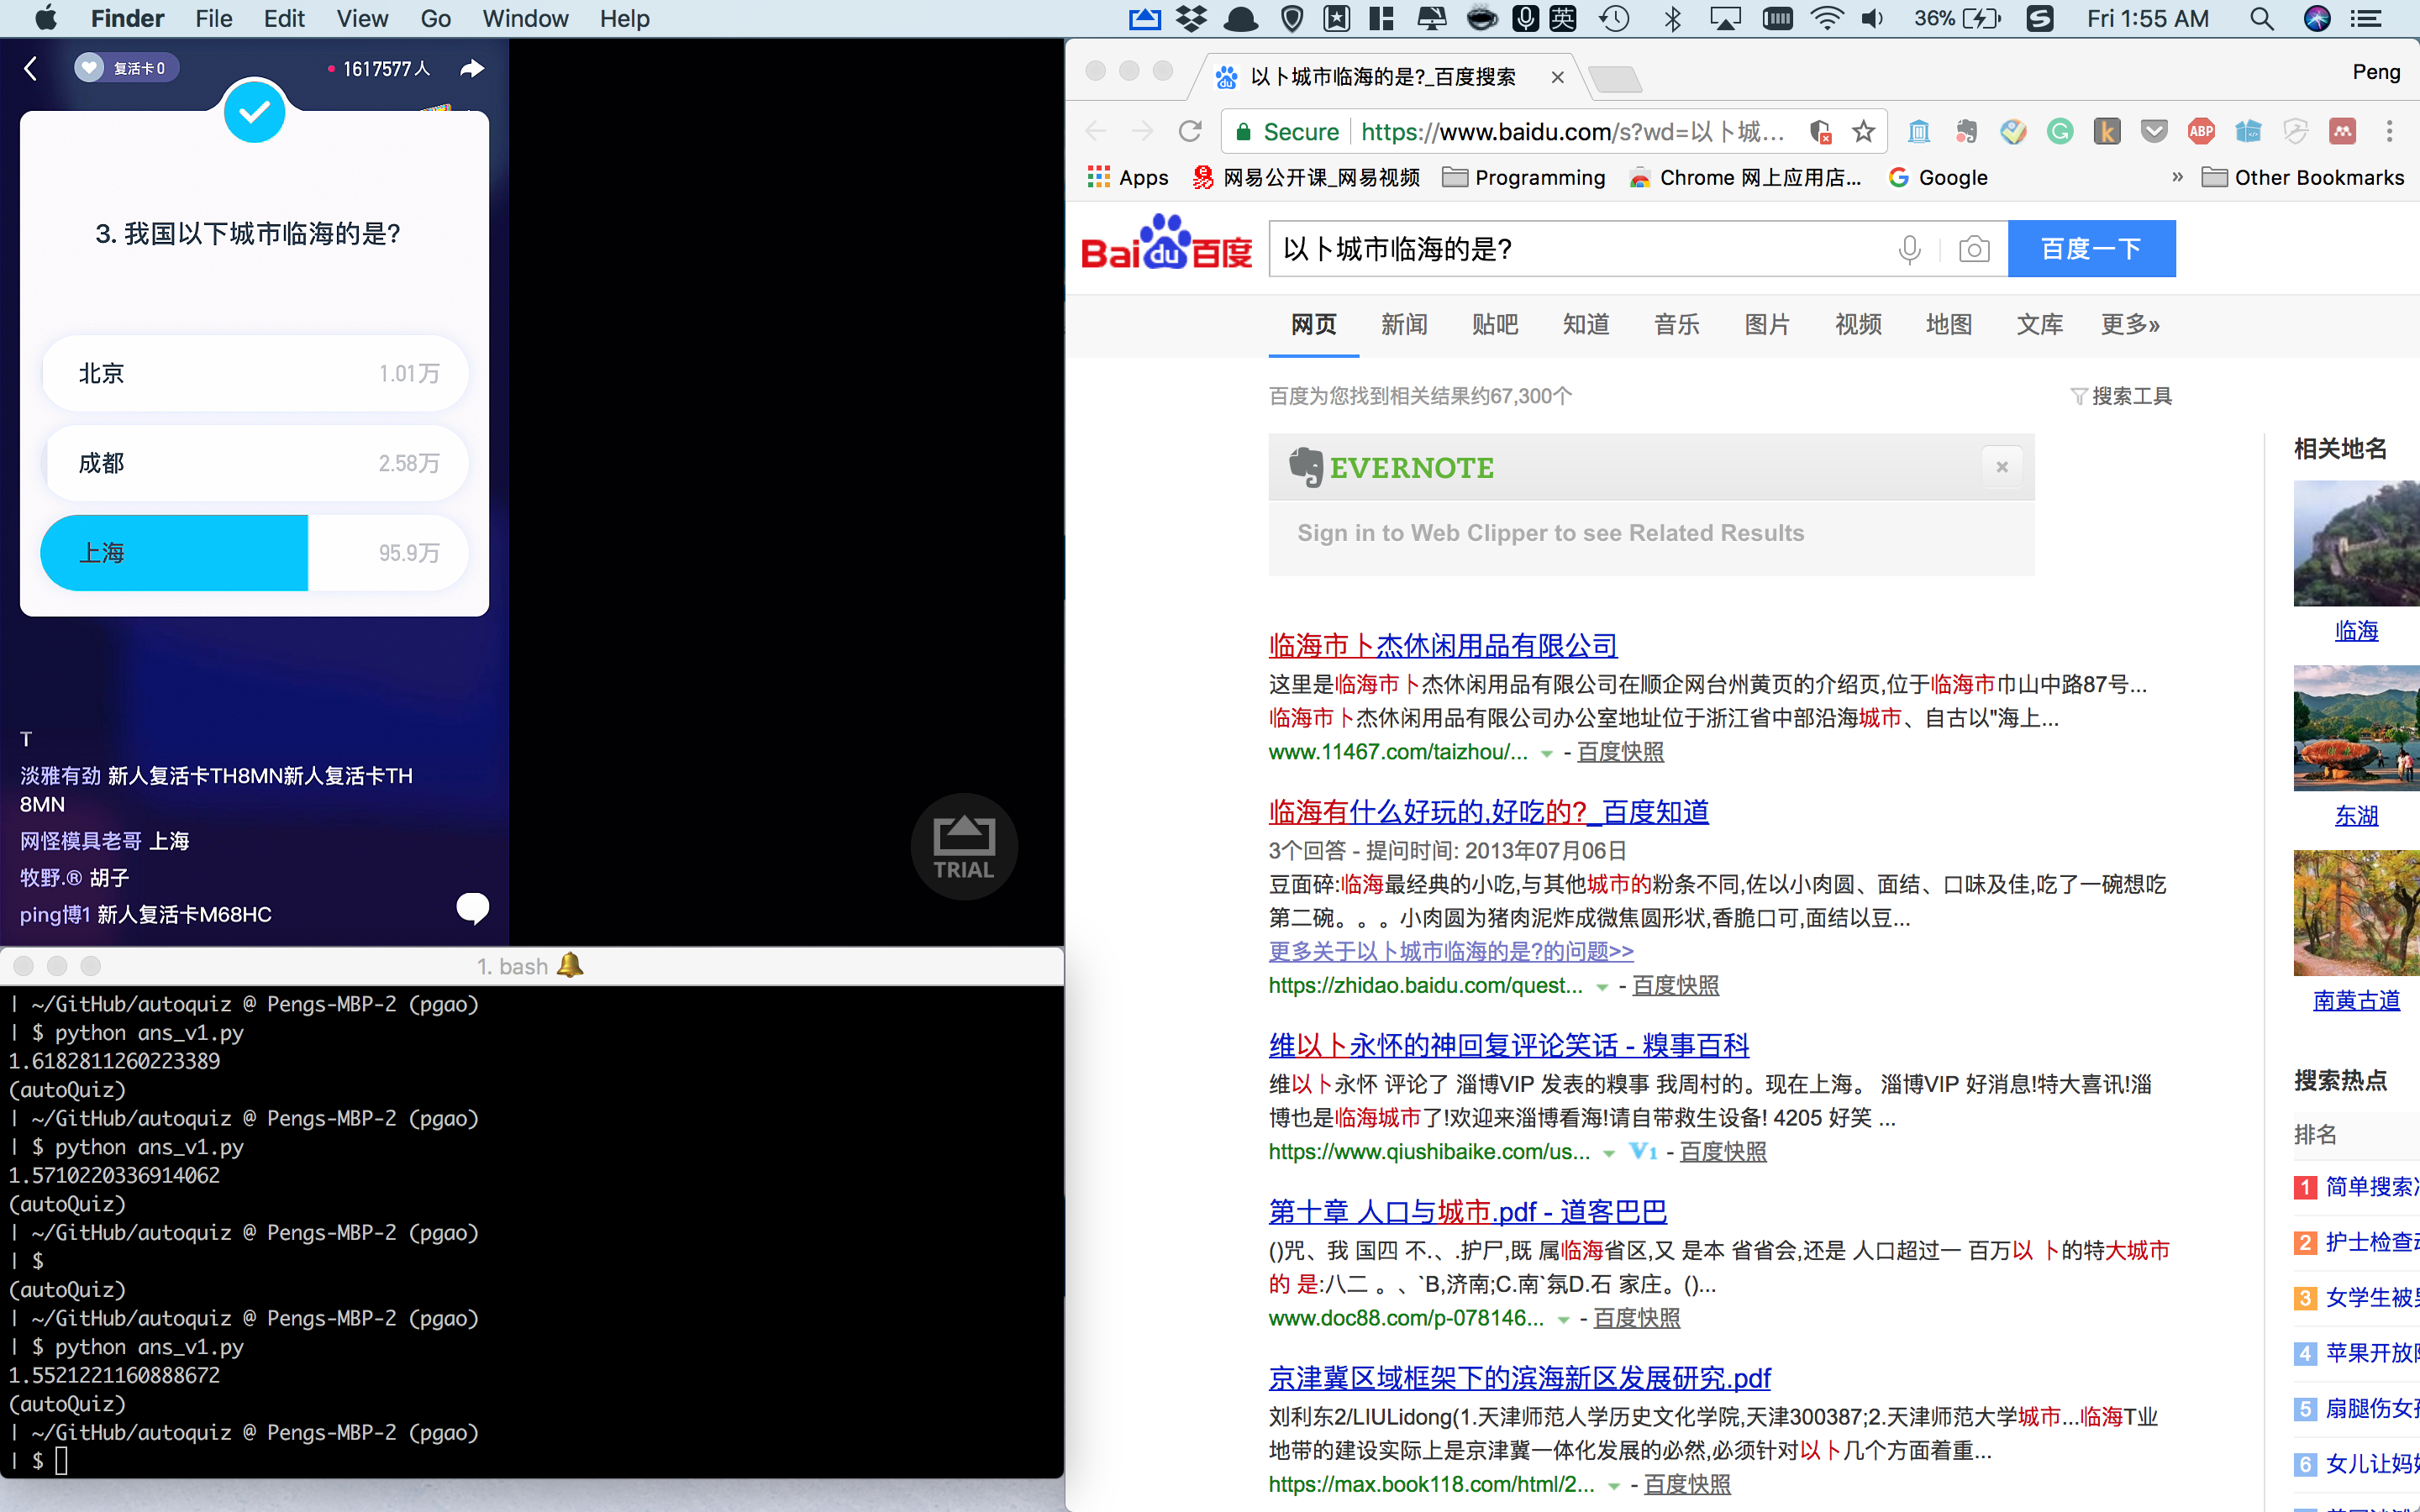 Finder File Edit View Go Window Help
英 36% Fri 1:55 AM
复活卡0 1617577人
3. 我国以下城市临海的是?
北京 1.01万
成都 2.58万
上海 95.9万
T
淡雅有劲 新人复活卡TH8MN新人复活卡TH
8MN
网怪模具老哥 上海
牧野.® 胡子
ping博1 新人复活卡M68HC
TRIAL
1. bash
| ~/GitHub/autoquiz @ Pengs-MBP-2 (pgao)
| $ python ans_v1.py
1.6182811260223389
(autoQuiz)
| ~/GitHub/autoquiz @ Pengs-MBP-2 (pgao)
| $ python ans_v1.py
1.5710220336914062
(autoQuiz)
| ~/GitHub/autoquiz @ Pengs-MBP-2 (pgao)
| $
(autoQuiz)
| ~/GitHub/autoquiz @ Pengs-MBP-2 (pgao)
| $ python ans_v1.py
1.5521221160888672
(autoQuiz)
| ~/GitHub/autoquiz @ Pengs-MBP-2 (pgao)
| $
以卜城市临海的是?_百度搜索 Peng
Secure https://www.baidu.com/s?wd=以卜城... ABP
Apps 网易公开课_网易视频 Programming Chrome 网上应用店... Google » Other Bookmarks
Bai du 百度 以卜城市临海的是? 百度一下
网页 新闻 贴吧 知道 音乐 图片 视频 地图 文库 更多»
百度为您找到相关结果约67,300个 搜索工具
EVERNOTE
Sign in to Web Clipper to see Related Results
临海市卜杰休闲用品有限公司
这里是临海市卜杰休闲用品有限公司在顺企网台州黄页的介绍页,位于临海市巾山中路87号...
临海市卜杰休闲用品有限公司办公室地址位于浙江省中部沿海城市、自古以"海上...
www.11467.com/taizhou/... - 百度快照
临海有什么好玩的,好吃的?_百度知道
3个回答 - 提问时间: 2013年07月06日
豆面碎:临海最经典的小吃,与其他城市的粉条不同,佐以小肉圆、面结、口味及佳,吃了一碗想吃
第二碗。。。小肉圆为猪肉泥炸成微焦圆形状,香脆口可,面结以豆...
更多关于以卜城市临海的是?的问题>>
https://zhidao.baidu.com/quest... - 百度快照
维以卜永怀的神回复评论笑话 - 糗事百科
维以卜永怀 评论了 淄博VIP 发表的糗事 我周村的。现在上海。 淄博VIP 好消息!特大喜讯!淄
博也是临海城市了!欢迎来淄博看海!请自带救生设备! 4205 好笑 ...
https://www.qiushibaike.com/us... V1 - 百度快照
第十章 人口与城市.pdf - 道客巴巴
()咒、我 国四 不.、.护尸,既 属临海省区,又 是本 省省会,还是 人口超过一 百万以 卜的特大城市
的 是:八二 。、`B,济南;C.南`氛D.石 家庄。()...
www.doc88.com/p-078146... - 百度快照
京津冀区域框架下的滨海新区发展研究.pdf
刘利东2/LIULidong(1.天津师范人学历史文化学院,天津300387;2.天津师范大学城市...临海T业
地带的建设实际上是京津冀一体化发展的必然,必须针对以卜几个方面着重...
https://max.book118.com/html/2... - 百度快照
相关地名
临海
东湖
南黄古道
搜索热点
排名
1 简单搜索
2 护士检查
3 女学生被
4 苹果开放
5 扇腿伤女
6 女儿让妈